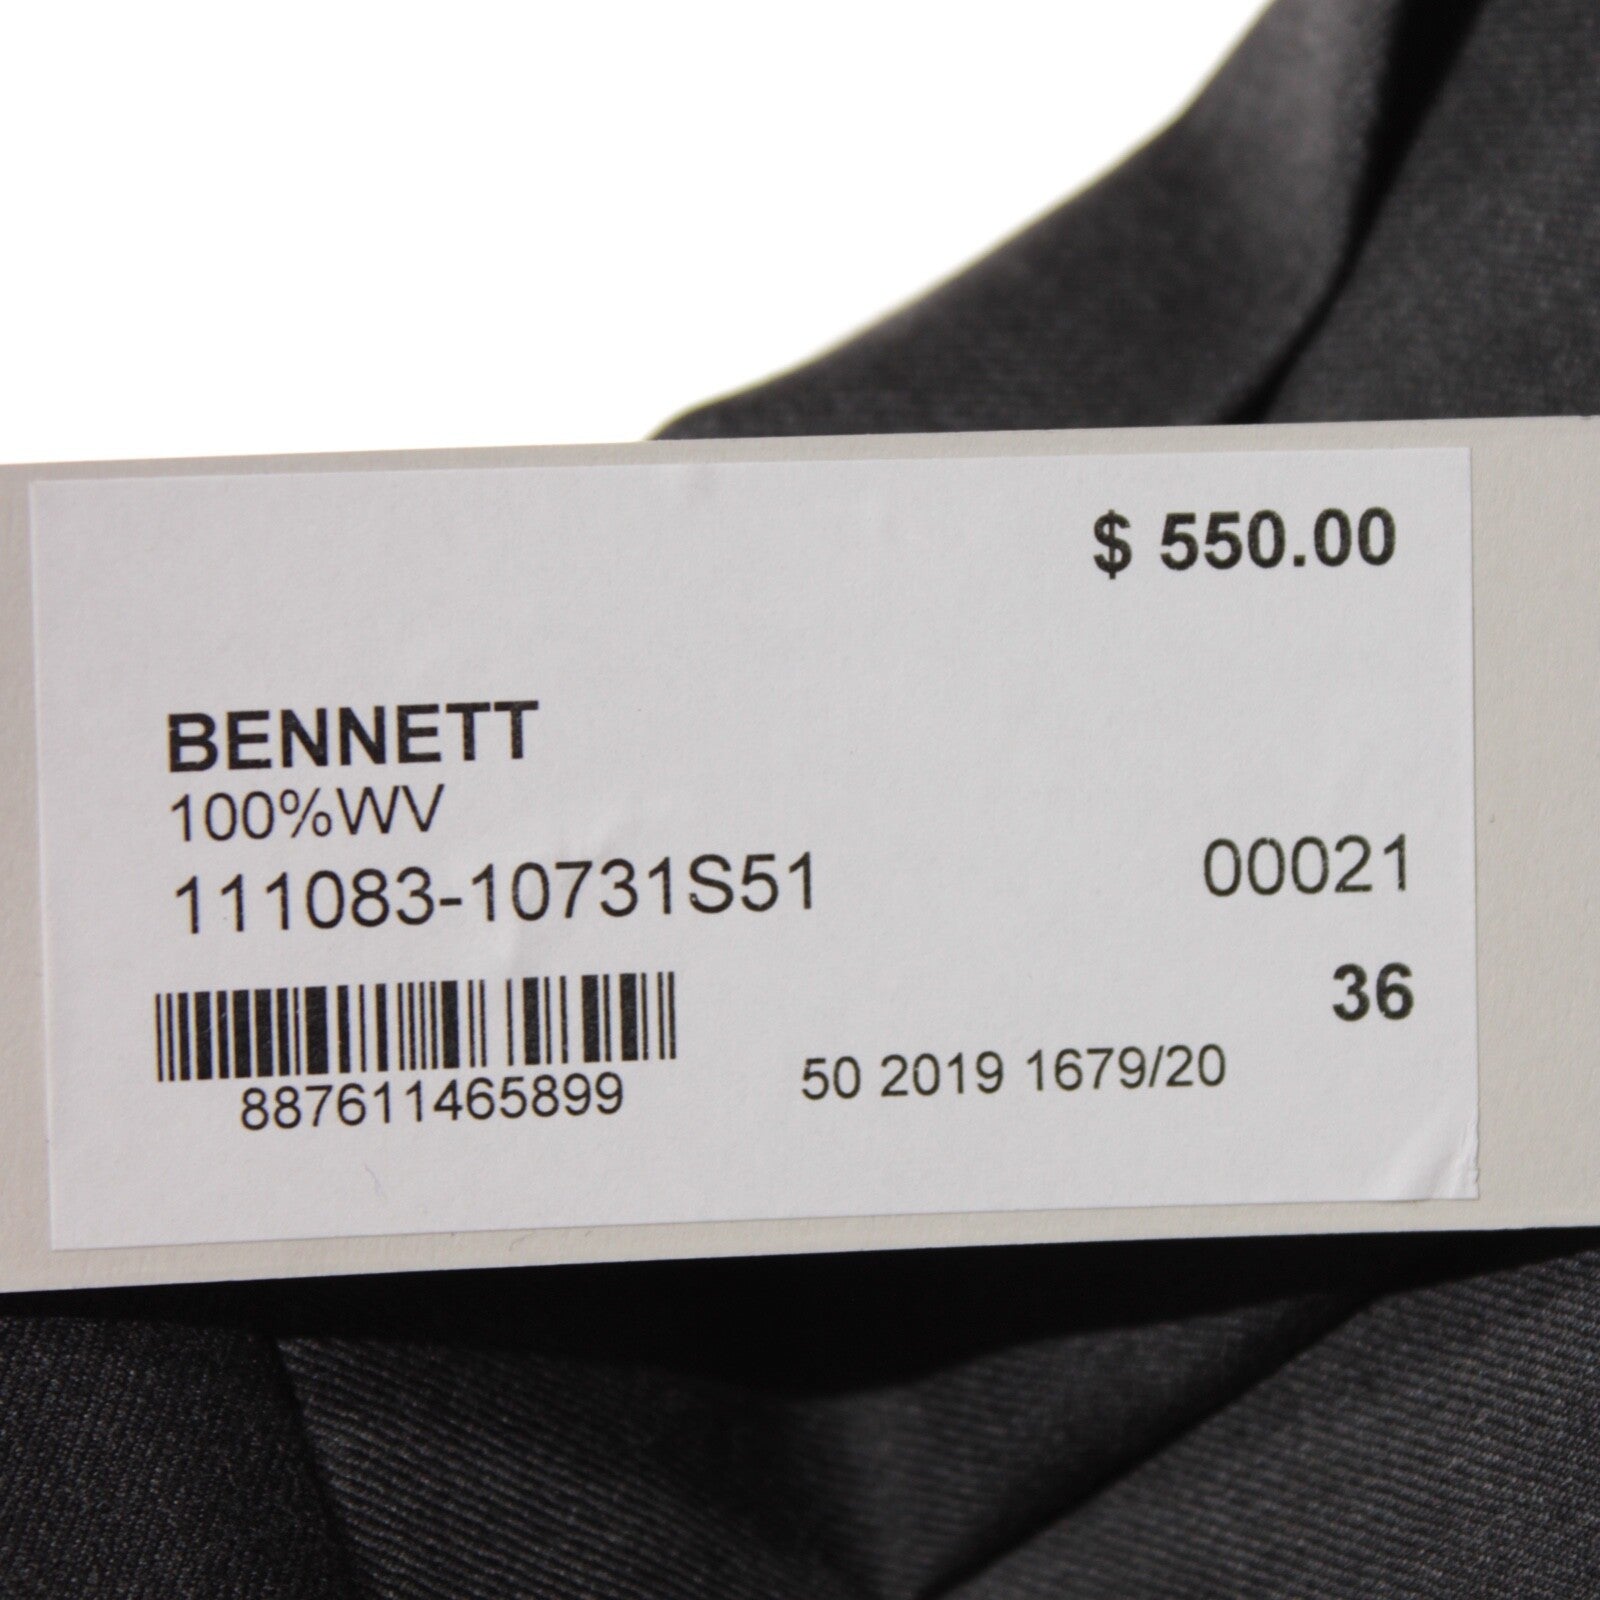 $ 550.00
BENNETT
100%WV
111083-10731S51 00021
36
887611465899 50 2019 1679/20